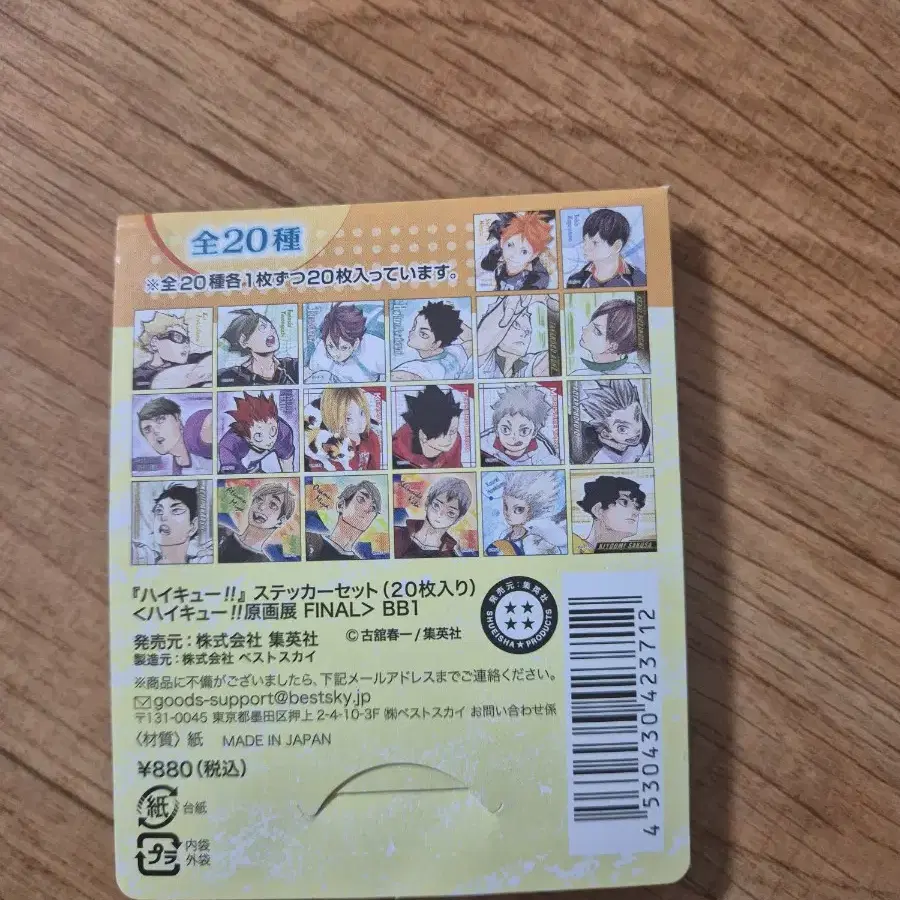 全20種
※全20種各1枚ずつ20枚入っています。
KIYOOMI SAKUSA
『ハイキュー!!』ステッカーセット(20枚入り)
<ハイキュー!!原画展 FINAL> BB1
発売元:株式会社 集英社 ©古舘春一/集英社
製造元:株式会社 ベストスカイ
発売元:集英社
SHUEISHA PRODUCTS
※商品に不備がございましたら、下記メールアドレスまでご連絡ください。
goods-support@bestsky.jp
〒131-0045 東京都墨田区押上 2-4-10-3F ㈱ベストスカイ お問い合わせ係
〈材質〉紙 MADE IN JAPAN
¥880(税込)
紙 台紙
プラ 内袋
外袋
4 530430 423712